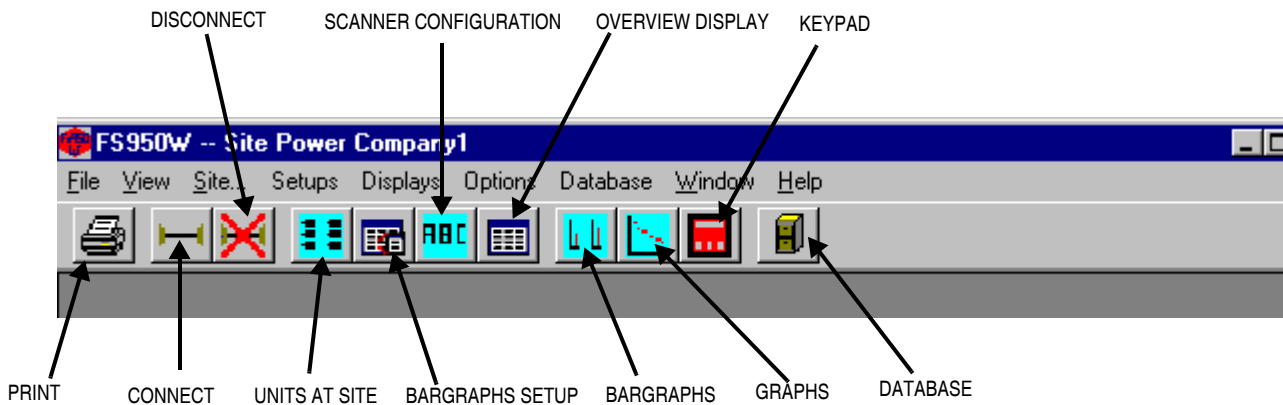 DISCONNECT SCANNER CONFIGURATION OVERVIEW DISPLAY KEYPAD
FS950W -- Site Power Company1
File View Site... Setups Displays Options Database Window Help
ABC
PRINT CONNECT UNITS AT SITE BARGRAPHS SETUP BARGRAPHS GRAPHS DATABASE